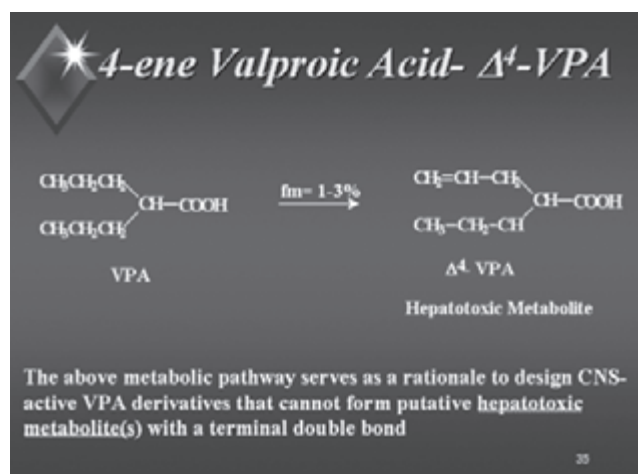 4-ene Valproic Acid- Δ⁴-VPA
CH₃CH₂CH₂
CH−COOH
CH₃CH₂CH₂
VPA
fm= 1-3%
CH₂=CH−CH₂
CH−COOH
CH₃−CH₂−CH
Δ⁴- VPA
Hepatotoxic Metabolite
The above metabolic pathway serves as a rationale to design CNS-
active VPA derivatives that cannot form putative hepatotoxic
metabolite(s) with a terminal double bond
35